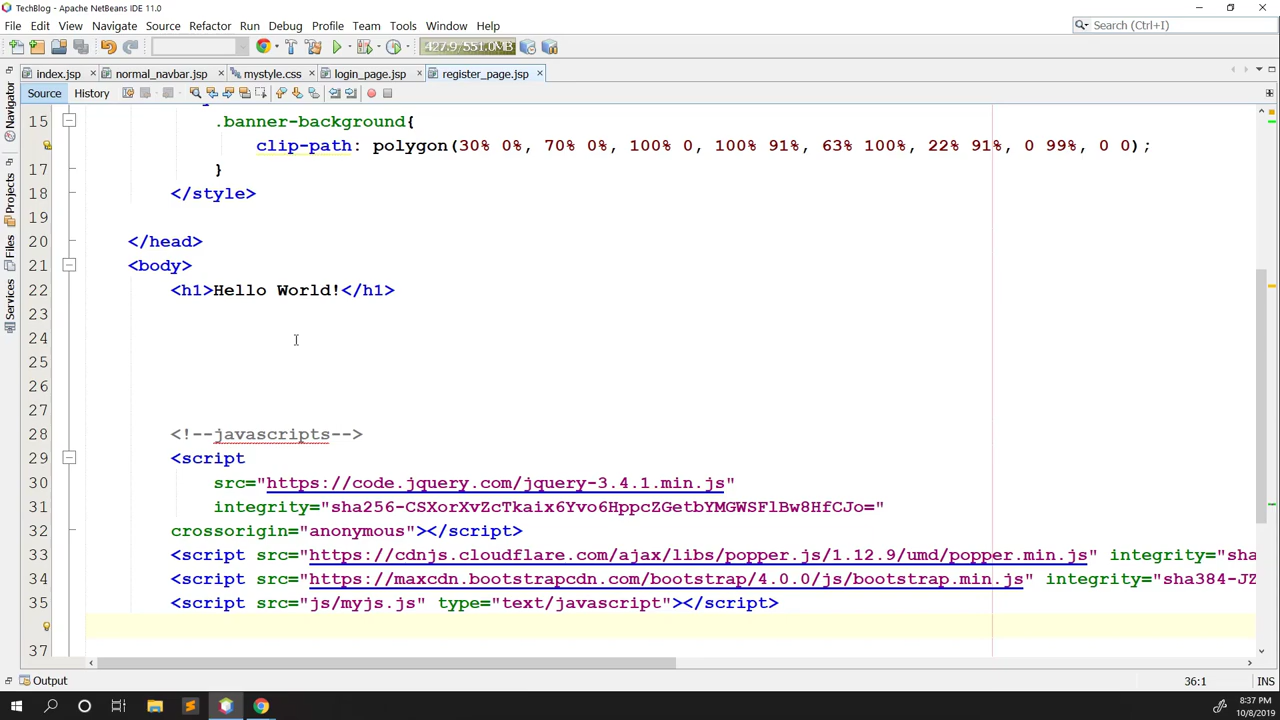 TechBlog - Apache NetBeans IDE 11.0
File Edit View Navigate Source Refactor Run Debug Profile Team Tools Window Help
Search (Ctrl+I)
427.9/551.0MB
index.jsp normal_navbar.jsp mystyle.css login_page.jsp register_page.jsp
Source History
Navigator
Projects
Files
Services
15 .banner-background{
clip-path: polygon(30% 0%, 70% 0%, 100% 0, 100% 91%, 63% 100%, 22% 91%, 0 99%, 0 0);
17 }
18 </style>
19
20 </head>
21 <body>
22 <h1>Hello World!</h1>
23
24
25
26
27
28 <!--javascripts-->
29 <script
30 src="https://code.jquery.com/jquery-3.4.1.min.js"
31 integrity="sha256-CSXorXvZcTkaix6Yvo6HppcZGetbYMGWSFlBw8HfCJo="
32 crossorigin="anonymous"></script>
33 <script src="https://cdnjs.cloudflare.com/ajax/libs/popper.js/1.12.9/umd/popper.min.js" integrity="sha
34 <script src="https://maxcdn.bootstrapcdn.com/bootstrap/4.0.0/js/bootstrap.min.js" integrity="sha384-JZ
35 <script src="js/myjs.js" type="text/javascript"></script>
37
Output
36:1 INS
8:37 PM
10/8/2019